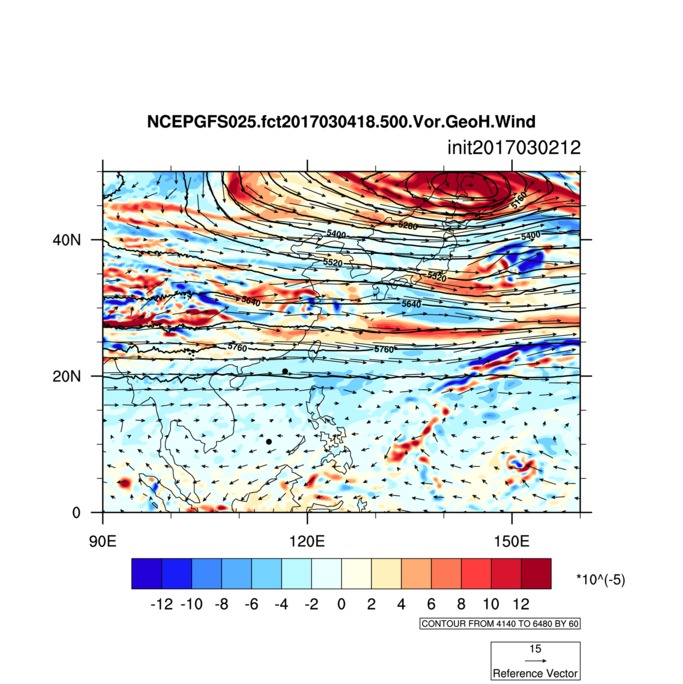 NCEPGFS025.fct2017030418.500.Vor.GeoH.Wind
init2017030212
5160
5280
5400
5400
40N
5520
5520
5640
5640
5760
5760
20N
0
90E 120E 150E
-12 -10 -8 -6 -4 -2 0 2 4 6 8 10 12
*10^(-5)
CONTOUR FROM 4140 TO 6480 BY 60
15
Reference Vector